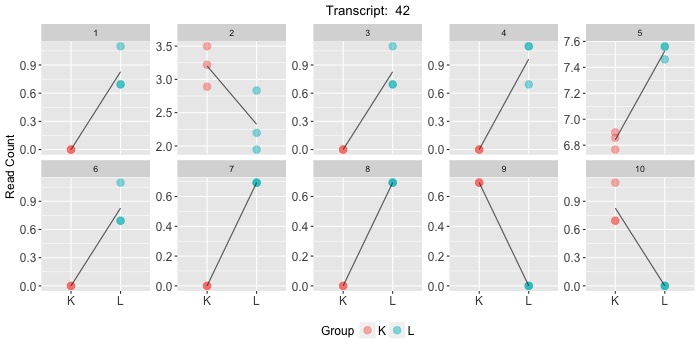 Transcript: 42
Read Count
1 2 3 4 5
0.9 0.6 0.3 0.0
3.5 3.0 2.5 2.0
0.9 0.6 0.3 0.0
0.9 0.6 0.3 0.0
7.6 7.4 7.2 7.0 6.8
6 7 8 9 10
0.9 0.6 0.3 0.0
0.6 0.4 0.2 0.0
0.6 0.4 0.2 0.0
0.6 0.4 0.2 0.0
0.9 0.6 0.3 0.0
K L K L K L K L K L
Group K L